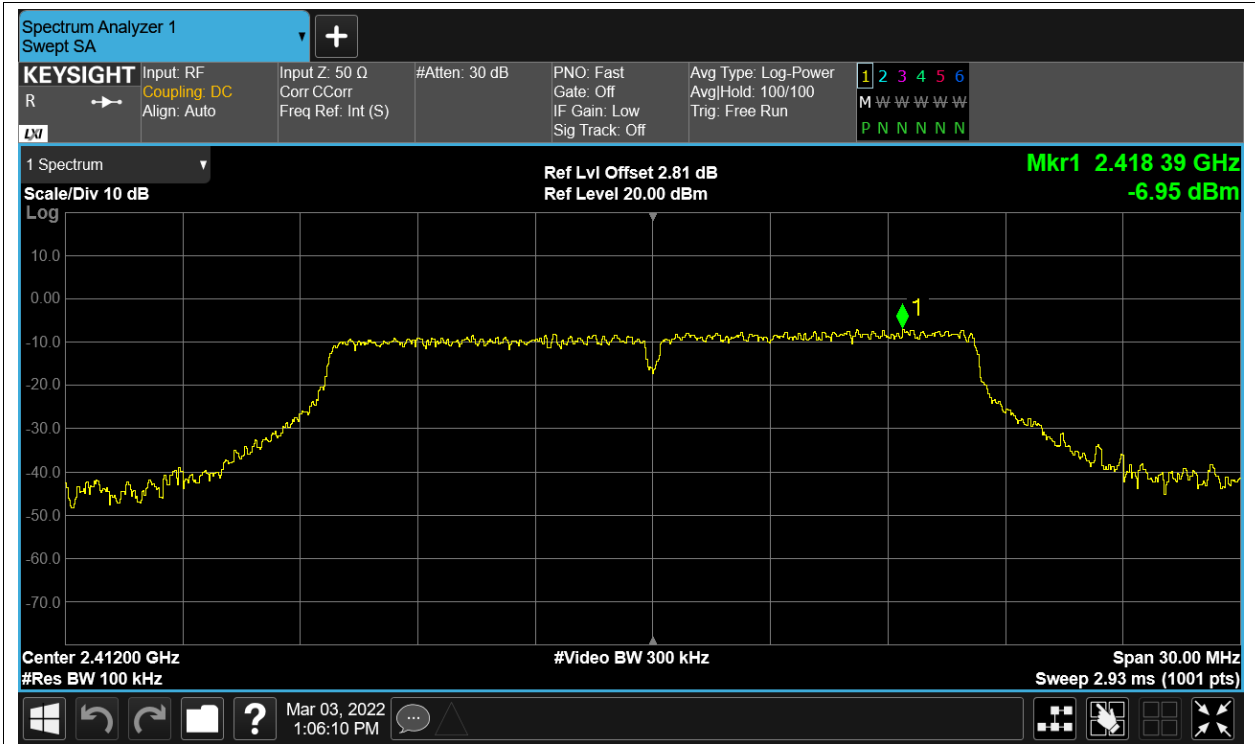 Spectrum Analyzer 1
Swept SA
KEYSIGHT
R
LXI
Input: RF
Coupling: DC
Align: Auto
Input Z: 50 Ω
Corr CCorr
Freq Ref: Int (S)
#Atten: 30 dB
PNO: Fast
Gate: Off
IF Gain: Low
Sig Track: Off
Avg Type: Log-Power
Avg|Hold: 100/100
Trig: Free Run
1 2 3 4 5 6
M W W W W W
P N N N N N
1 Spectrum
Scale/Div 10 dB
Log
Ref Lvl Offset 2.81 dB
Ref Level 20.00 dBm
Mkr1 2.418 39 GHz
-6.95 dBm
10.0
0.00
1
-10.0
-20.0
-30.0
-40.0
-50.0
-60.0
-70.0
Center 2.41200 GHz
#Res BW 100 kHz
#Video BW 300 kHz
Span 30.00 MHz
Sweep 2.93 ms (1001 pts)
?
Mar 03, 2022
1:06:10 PM